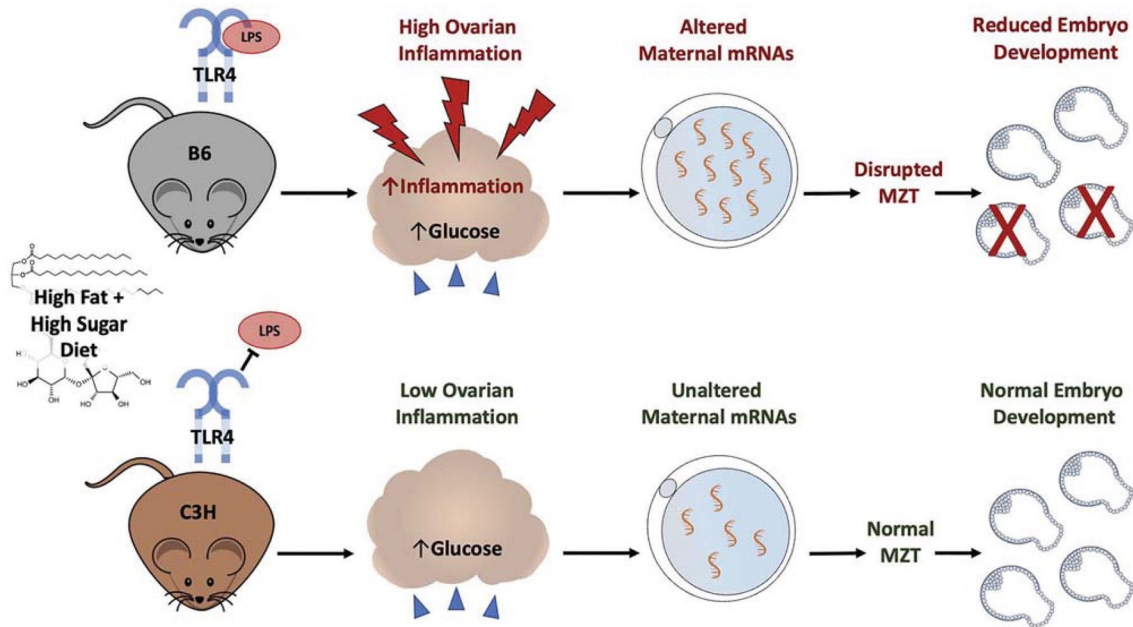 LPS
TLR4
B6
High Ovarian
Inflammation
↑Inflammation
↑Glucose
Altered
Maternal mRNAs
Disrupted
MZT
Reduced Embryo
Development
X
X
O
O
O
High Fat +
High Sugar
Diet
H
HO
OH
O
O
HO
OH
OH
OH
LPS
TLR4
C3H
Low Ovarian
Inflammation
↑Glucose
Unaltered
Maternal mRNAs
Normal
MZT
Normal Embryo
Development